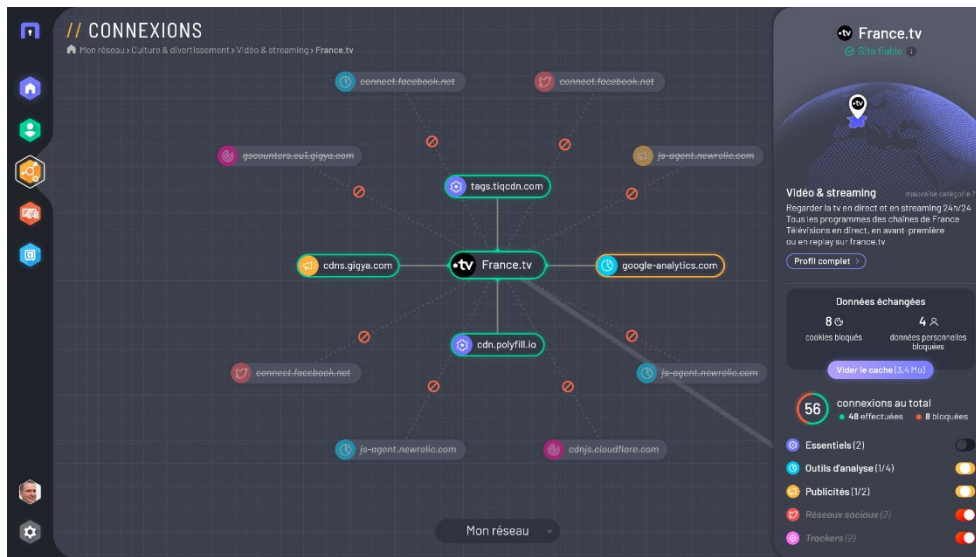 // CONNEXIONS
Mon réseau › Culture & divertissement › Vidéo & streaming › France.tv
connect.facebook.net
connect.facebook.net
gscounters.eu1.gigya.com
js-agent.newrelic.com
tags.tiqcdn.com
cdns.gigya.com
•tv France.tv
google-analytics.com
cdn.polyfill.io
connect.facebook.net
js-agent.newrelic.com
js-agent.newrelic.com
cdnjs.cloudflare.com
Mon réseau
•tv France.tv
Site fiable i
•tv
Vidéo & streaming mauvaise catégorie ?
Regarder la tv en direct et en streaming 24h/24
Tous les programmes des chaînes de France
Télévisions en direct, en avant-première
ou en replay sur france.tv
Profil complet >
Données échangées
8 4
cookies bloqués données personnelles
bloquées
Vider le cache (3,4 Mo)
56 connexions au total
48 effectuées 8 bloquées
Essentiels (2)
Outils d'analyse (1/4)
Publicités (1/2)
Réseaux sociaux (2)
Trackers (2)